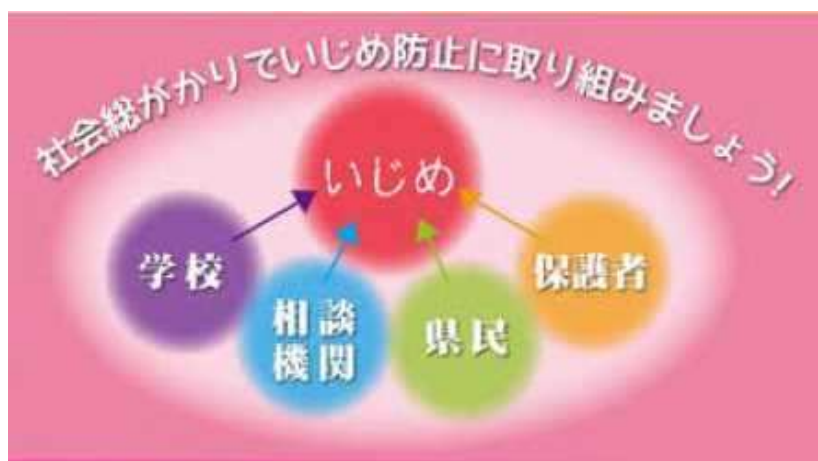 社会総がかりでいじめ防止に取り組みましょう!
いじめ
学校
相談
機関
県民
保護者